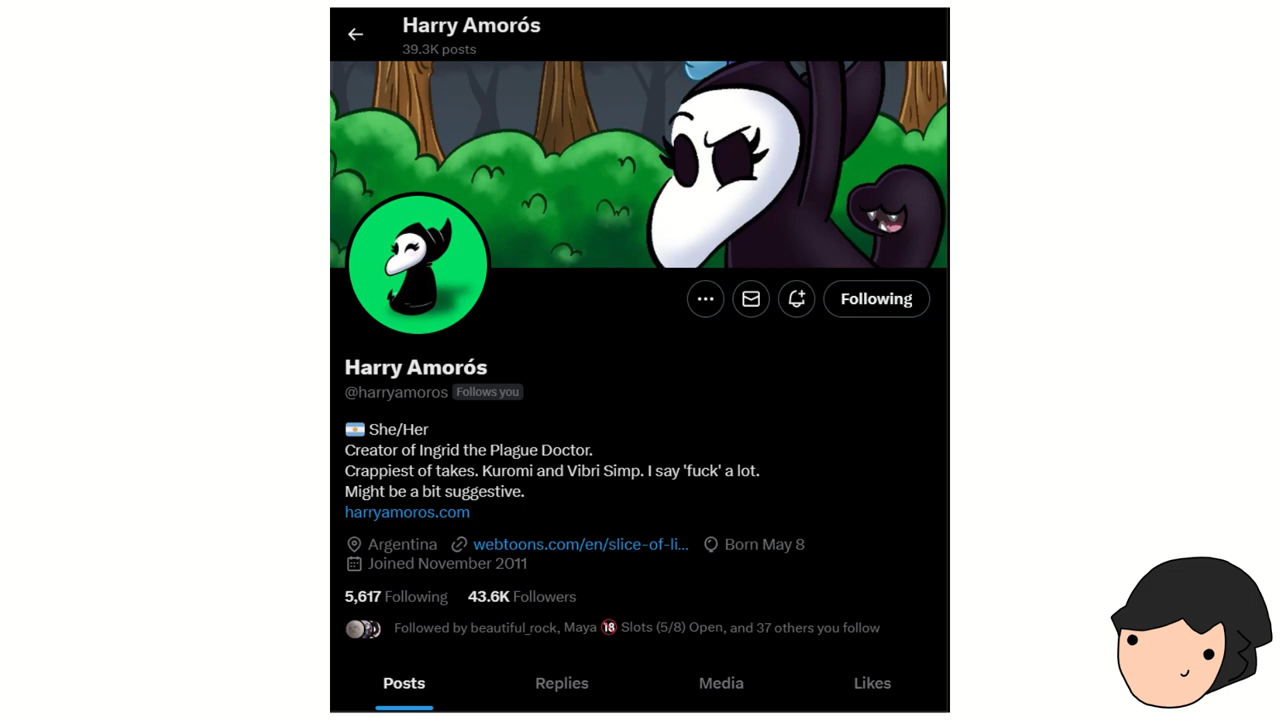 Harry Amorós
39.3K posts
Following
Harry Amorós
@harryamoros Follows you
🇦🇷 She/Her
Creator of Ingrid the Plague Doctor.
Crappiest of takes. Kuromi and Vibri Simp. I say 'fuck' a lot.
Might be a bit suggestive.
harryamoros.com
Argentina webtoons.com/en/slice-of-li... Born May 8
Joined November 2011
5,617 Following 43.6K Followers
Followed by beautiful_rock, Maya 🔞 Slots (5/8) Open, and 37 others you follow
Posts Replies Media Likes